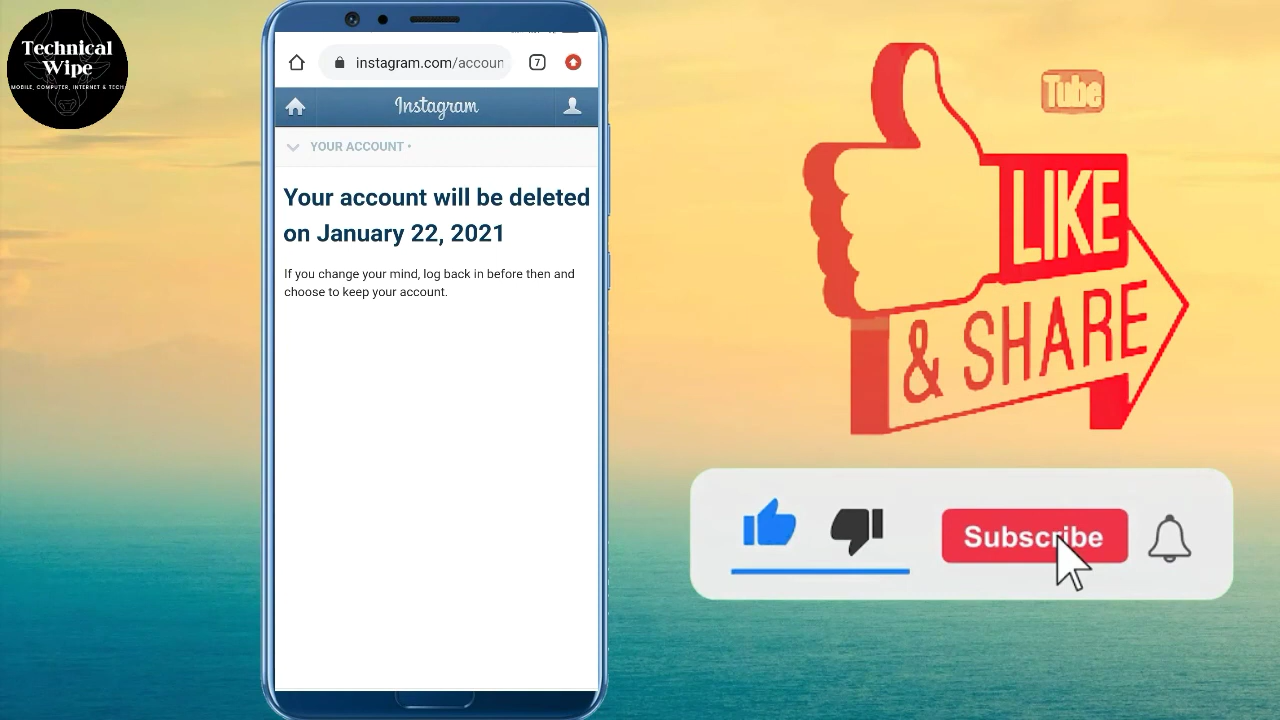 Technical
Wipe
MOBILE, COMPUTER, INTERNET & TECH
instagram.com/accoun
7
Instagram
YOUR ACCOUNT •
Your account will be deleted
on January 22, 2021
If you change your mind, log back in before then and
choose to keep your account.
Tube
LIKE
& SHARE
Subscribe